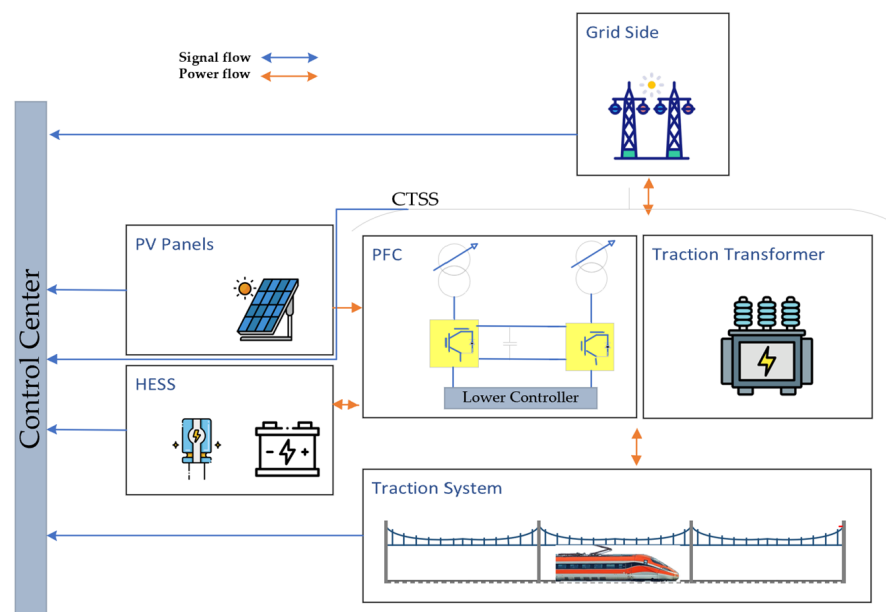 Grid Side
Signal flow
Power flow
CTSS
PV Panels
PFC
Traction Transformer
Control Center
HESS
Lower Controller
Traction System